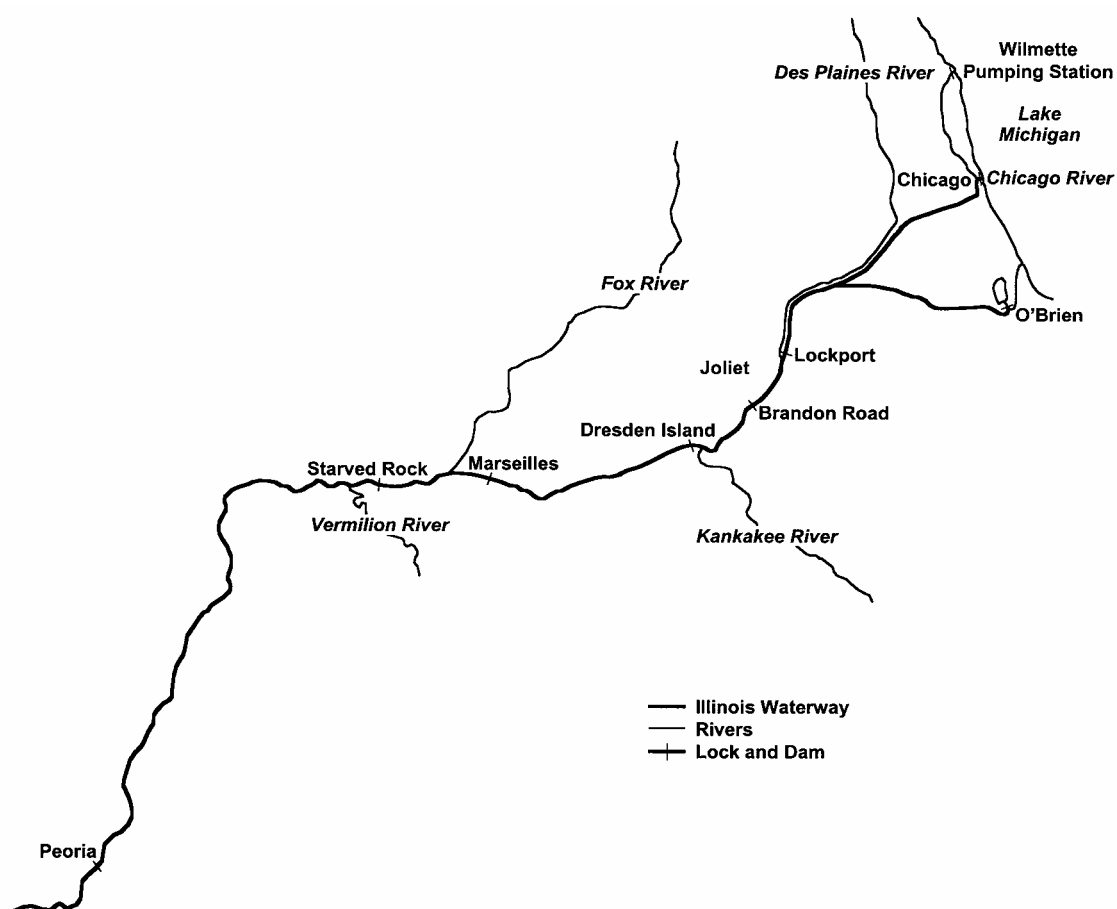 Wilmette
Des Plaines River
Pumping Station
Lake
Michigan
Chicago
Chicago River
Fox River
O'Brien
Lockport
Joliet
Brandon Road
Dresden Island
Marseilles
Starved Rock
Vermilion River
Kankakee River
Illinois Waterway
Rivers
Lock and Dam
Peoria